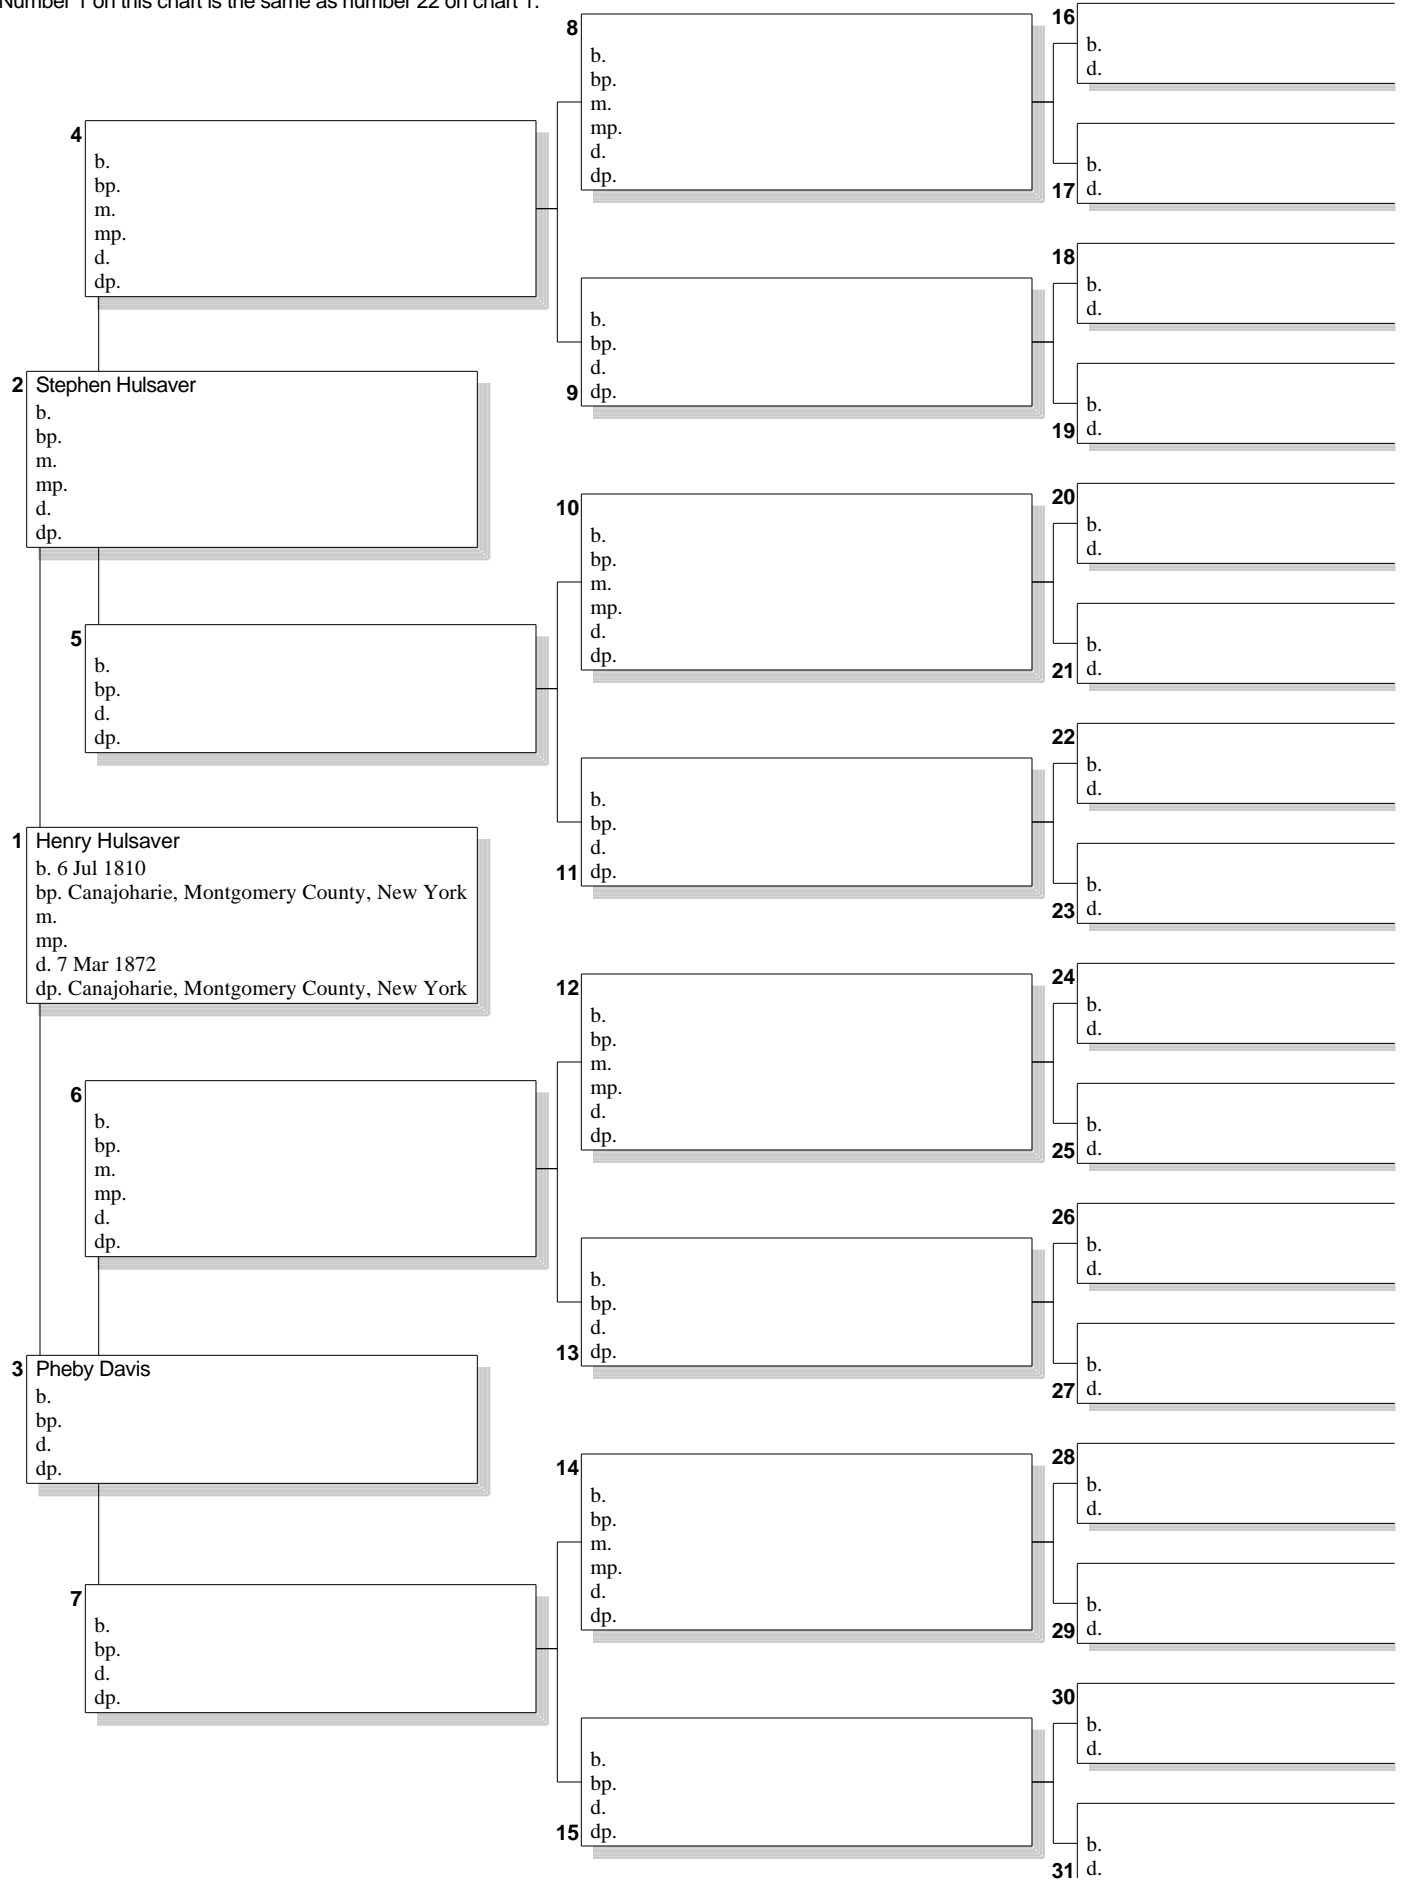 Number 1 on this chart is the same as number 22 on chart 1.
4
b.
bp.
m.
mp.
d.
dp.
2 Stephen Hulsaver
b.
bp.
m.
mp.
d.
dp.
5
b.
bp.
d.
dp.
1 Henry Hulsaver
b. 6 Jul 1810
bp. Canajoharie, Montgomery County, New York
m.
mp.
d. 7 Mar 1872
dp. Canajoharie, Montgomery County, New York
6
b.
bp.
m.
mp.
d.
dp.
3 Pheby Davis
b.
bp.
d.
dp.
7
b.
bp.
d.
dp.
8
b.
bp.
m.
mp.
d.
dp.
b.
bp.
d.
9 dp.
10
b.
bp.
m.
mp.
d.
dp.
b.
bp.
d.
11 dp.
12
b.
bp.
m.
mp.
d.
dp.
b.
bp.
d.
13 dp.
14
b.
bp.
m.
mp.
d.
dp.
b.
bp.
d.
15 dp.
16
b.
d.
b.
17 d.
18
b.
d.
b.
19 d.
20
b.
d.
b.
21 d.
22
b.
d.
b.
23 d.
24
b.
d.
b.
25 d.
26
b.
d.
b.
27 d.
28
b.
d.
b.
29 d.
30
b.
d.
b.
31 d.